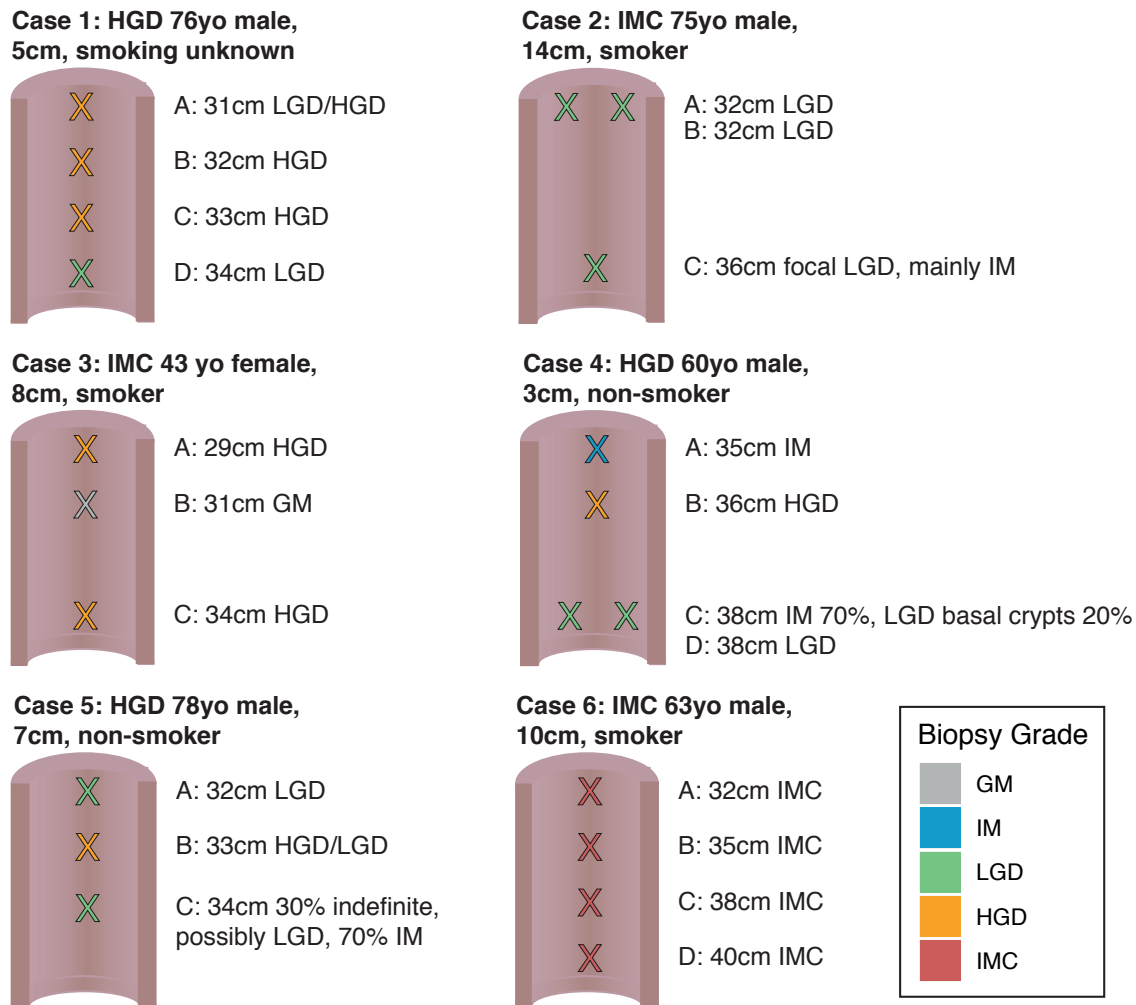 Case 1: HGD 76yo male,
5cm, smoking unknown
A: 31cm LGD/HGD
B: 32cm HGD
C: 33cm HGD
D: 34cm LGD
Case 2: IMC 75yo male,
14cm, smoker
A: 32cm LGD
B: 32cm LGD
C: 36cm focal LGD, mainly IM
Case 3: IMC 43 yo female,
8cm, smoker
A: 29cm HGD
B: 31cm GM
C: 34cm HGD
Case 4: HGD 60yo male,
3cm, non-smoker
A: 35cm IM
B: 36cm HGD
C: 38cm IM 70%, LGD basal crypts 20%
D: 38cm LGD
Case 5: HGD 78yo male,
7cm, non-smoker
A: 32cm LGD
B: 33cm HGD/LGD
C: 34cm 30% indefinite,
possibly LGD, 70% IM
Case 6: IMC 63yo male,
10cm, smoker
A: 32cm IMC
B: 35cm IMC
C: 38cm IMC
D: 40cm IMC
Biopsy Grade
GM
IM
LGD
HGD
IMC